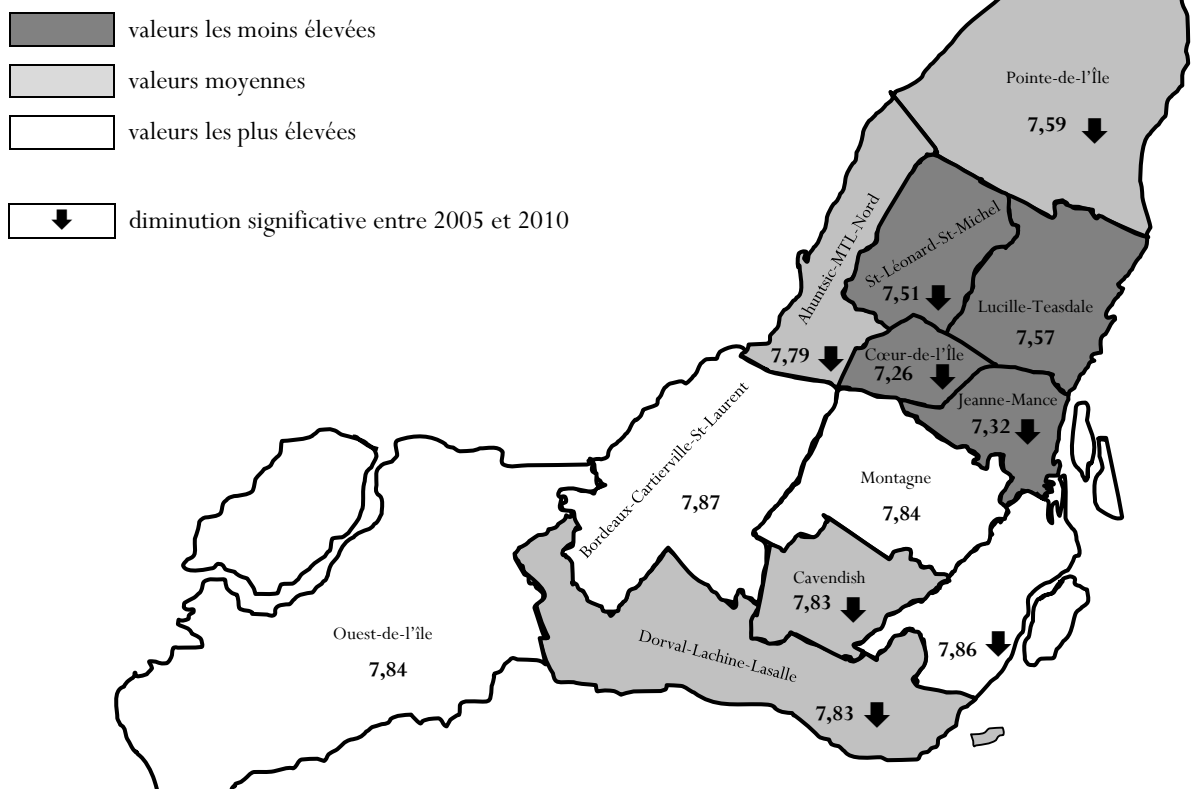 valeurs les moins élevées
valeurs moyennes
valeurs les plus élevées
diminution significative entre 2005 et 2010
Pointe-de-l'Île
7,59
Ahuntsic-MTL-Nord
7,79
St-Léonard-St-Michel
7,51
Lucille-Teasdale
7,57
Cœur-de-l'Île
7,26
Jeanne-Mance
7,32
Bordeaux-Cartierville-St-Laurent
7,87
Montagne
7,84
Cavendish
7,83
Ouest-de-l'île
7,84
Dorval-Lachine-Lasalle
7,83
7,86